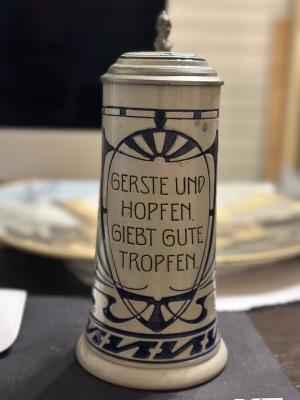 GERSTE UND
HOPFEN,
GIEBT GUTE
TROPFEN.